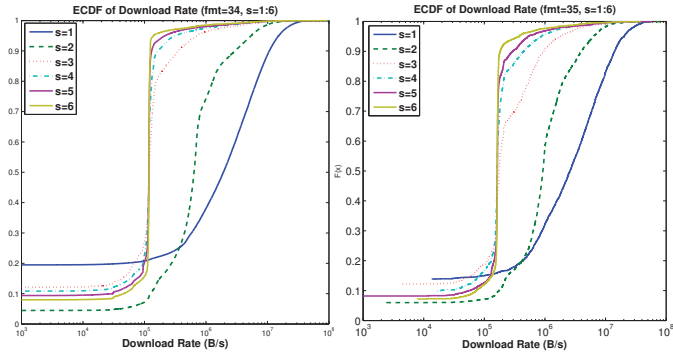 ECDF of Download Rate (fmt=34, s=1:6)
1
0.9
0.8
0.7
0.6
0.5
0.4
0.3
0.2
0.1
0
s=1
s=2
s=3
s=4
s=5
s=6
10^3 10^4 10^5 10^6 10^7 10^8
Download Rate (B/s)
ECDF of Download Rate (fmt=35, s=1:6)
F(x)
1
0.9
0.8
0.7
0.6
0.5
0.4
0.3
0.2
0.1
0
s=1
s=2
s=3
s=4
s=5
s=6
10^3 10^4 10^5 10^6 10^7 10^8
Download Rate (B/s)